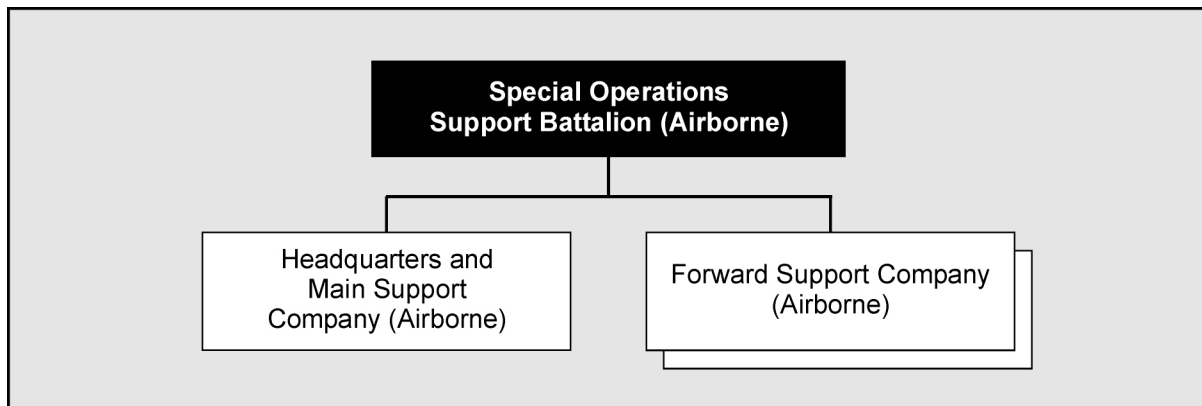 Special Operations
Support Battalion (Airborne)
Headquarters and
Main Support
Company (Airborne)
Forward Support Company
(Airborne)